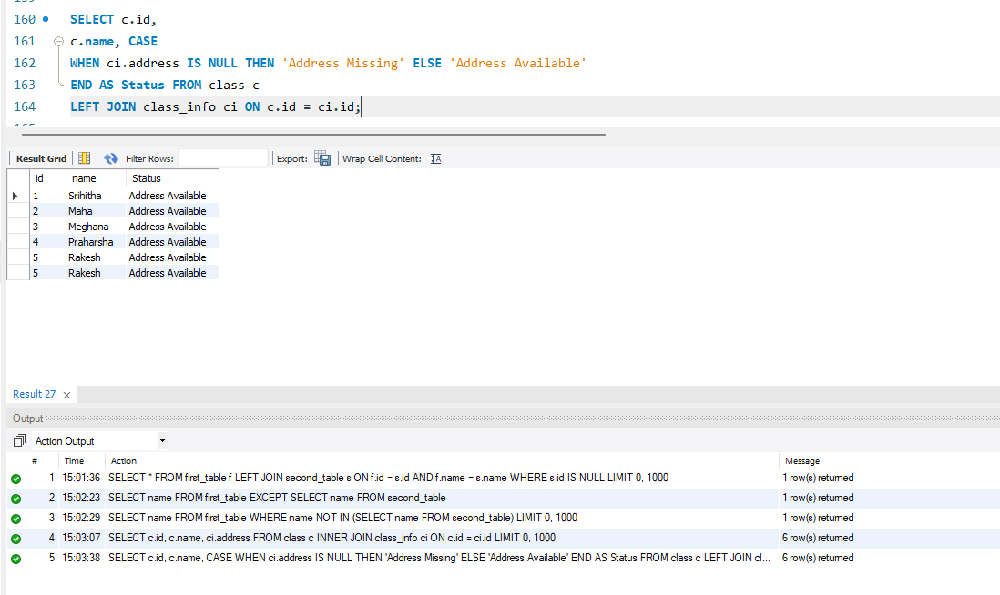 160 SELECT c.id,
161 c.name, CASE
162 WHEN ci.address IS NULL THEN 'Address Missing' ELSE 'Address Available'
163 END AS Status FROM class c
164 LEFT JOIN class_info ci ON c.id = ci.id;
Result Grid Filter Rows: Export: Wrap Cell Content:
id name Status
1 Srihitha Address Available
2 Maha Address Available
3 Meghana Address Available
4 Praharsha Address Available
5 Rakesh Address Available
5 Rakesh Address Available
Result 27
Output
Action Output
# Time Action Message
1 15:01:36 SELECT * FROM first_table f LEFT JOIN second_table s ON f.id = s.id AND f.name = s.name WHERE s.id IS NULL LIMIT 0, 1000 1 row(s) returned
2 15:02:23 SELECT name FROM first_table EXCEPT SELECT name FROM second_table 1 row(s) returned
3 15:02:29 SELECT name FROM first_table WHERE name NOT IN (SELECT name FROM second_table) LIMIT 0, 1000 1 row(s) returned
4 15:03:07 SELECT c.id, c.name, ci.address FROM class c INNER JOIN class_info ci ON c.id = ci.id LIMIT 0, 1000 6 row(s) returned
5 15:03:38 SELECT c.id, c.name, CASE WHEN ci.address IS NULL THEN 'Address Missing' ELSE 'Address Available' END AS Status FROM class c LEFT JOIN cl... 6 row(s) returned